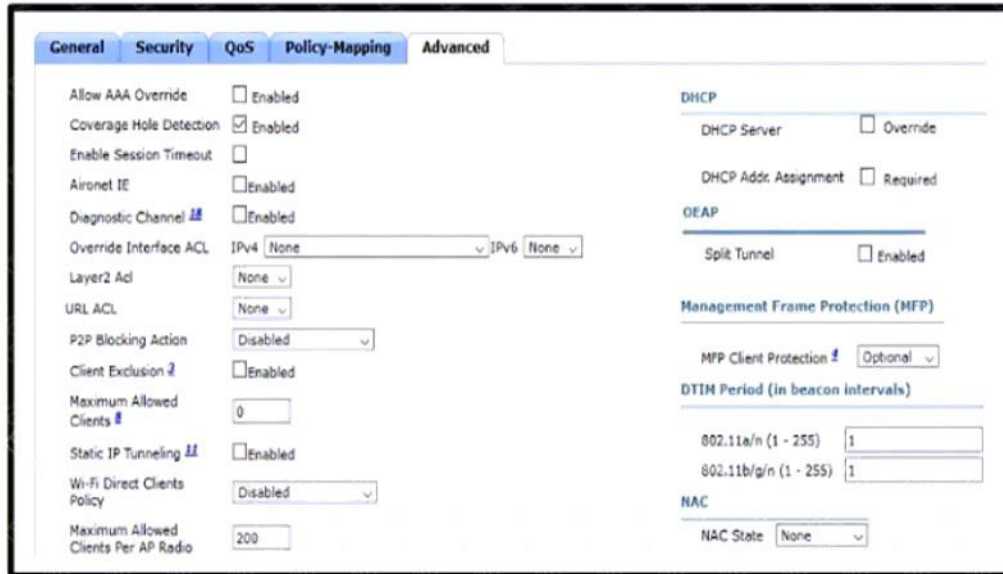 General Security QoS Policy-Mapping Advanced
Allow AAA Override Enabled
Coverage Hole Detection Enabled
Enable Session Timeout
Aironet IE Enabled
Diagnostic Channel 18 Enabled
Override Interface ACL IPv4 None IPv6 None
Layer2 Acl None
URL ACL None
P2P Blocking Action Disabled
Client Exclusion 3 Enabled
Maximum Allowed
Clients 8
0
Static IP Tunneling 11 Enabled
Wi-Fi Direct Clients
Policy
Disabled
Maximum Allowed
Clients Per AP Radio
200
DHCP
DHCP Server Override
DHCP Addr. Assignment Required
OEAP
Split Tunnel Enabled
Management Frame Protection (MFP)
MFP Client Protection 4 Optional
DTIM Period (in beacon intervals)
802.11a/n (1 - 255) 1
802.11b/g/n (1 - 255) 1
NAC
NAC State None